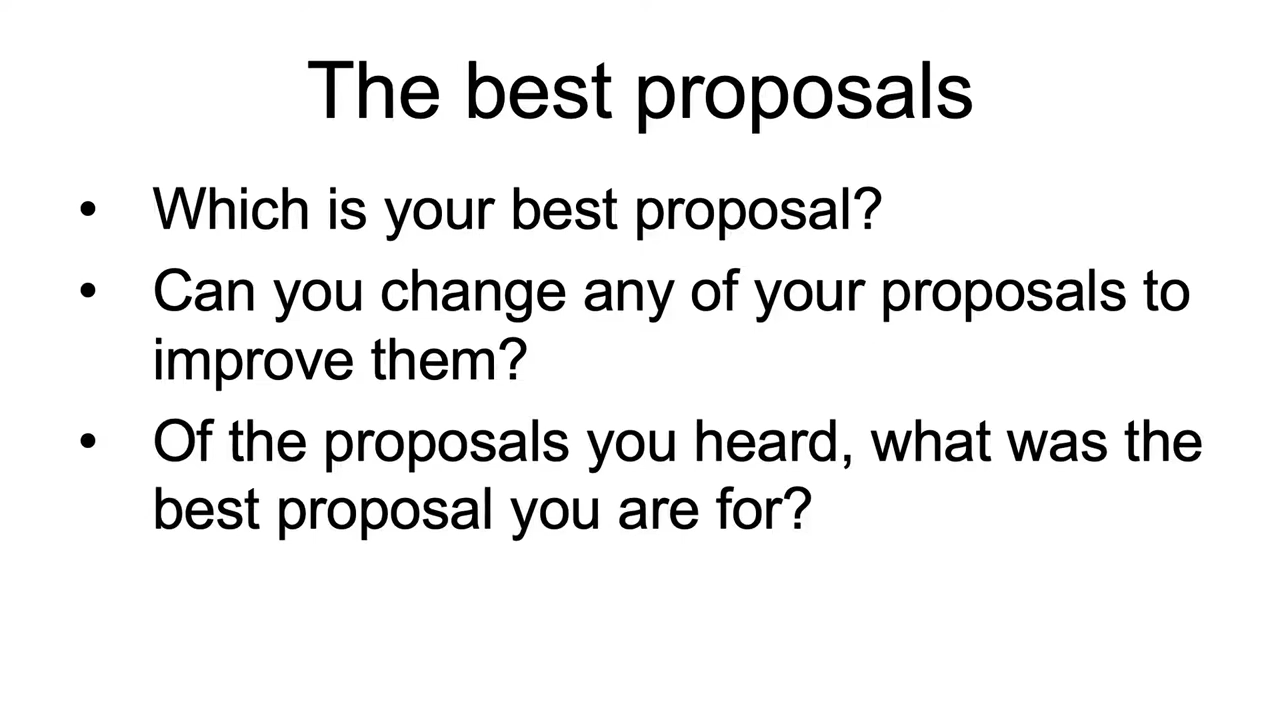 The best proposals
• Which is your best proposal?
• Can you change any of your proposals to
improve them?
• Of the proposals you heard, what was the
best proposal you are for?